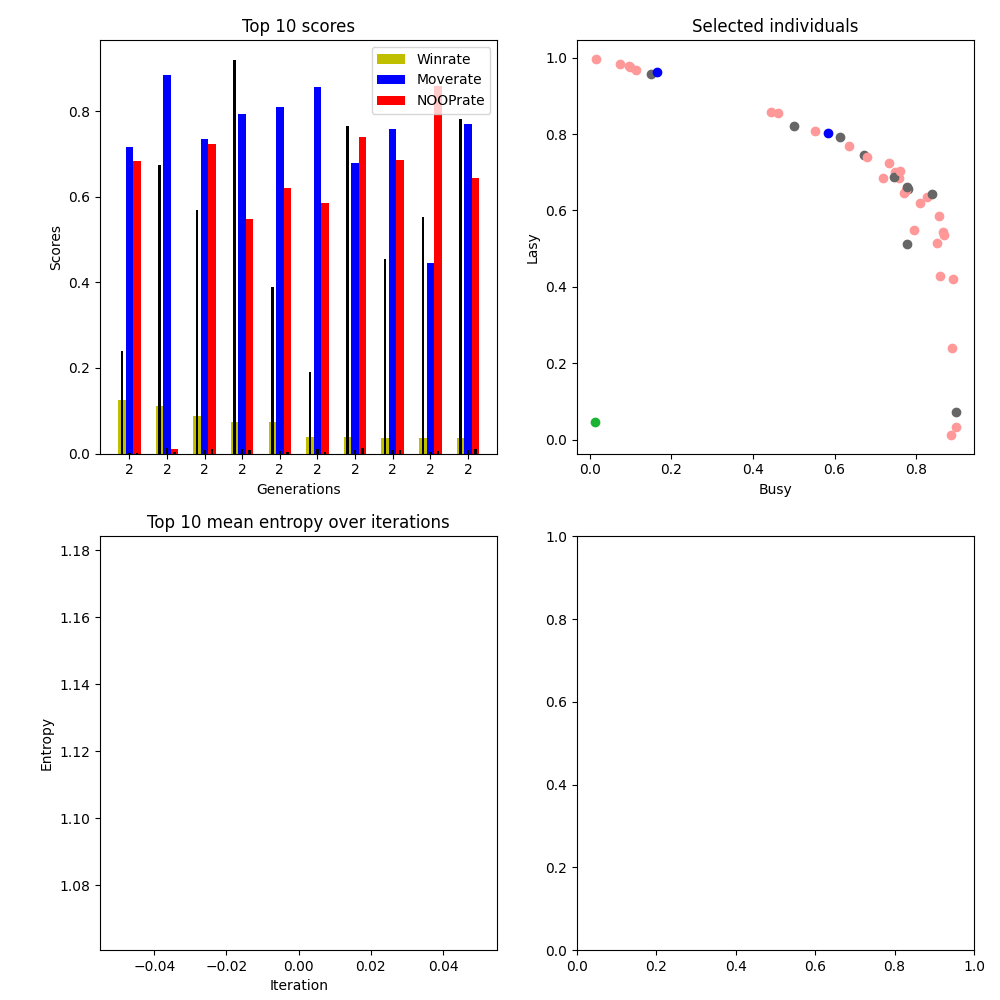 Top 10 scores
Winrate
Moverate
NOOPrate
0.8
0.6
0.4
0.2
0.0
Scores
2 2 2 2 2 2 2 2 2 2
Generations
Selected individuals
1.0
0.8
0.6
0.4
0.2
0.0
Lasy
0.0 0.2 0.4 0.6 0.8
Busy
Top 10 mean entropy over iterations
1.18
1.16
1.14
1.12
1.10
1.08
Entropy
−0.04 −0.02 0.00 0.02 0.04
Iteration
1.0
0.8
0.6
0.4
0.2
0.0
0.0 0.2 0.4 0.6 0.8 1.0